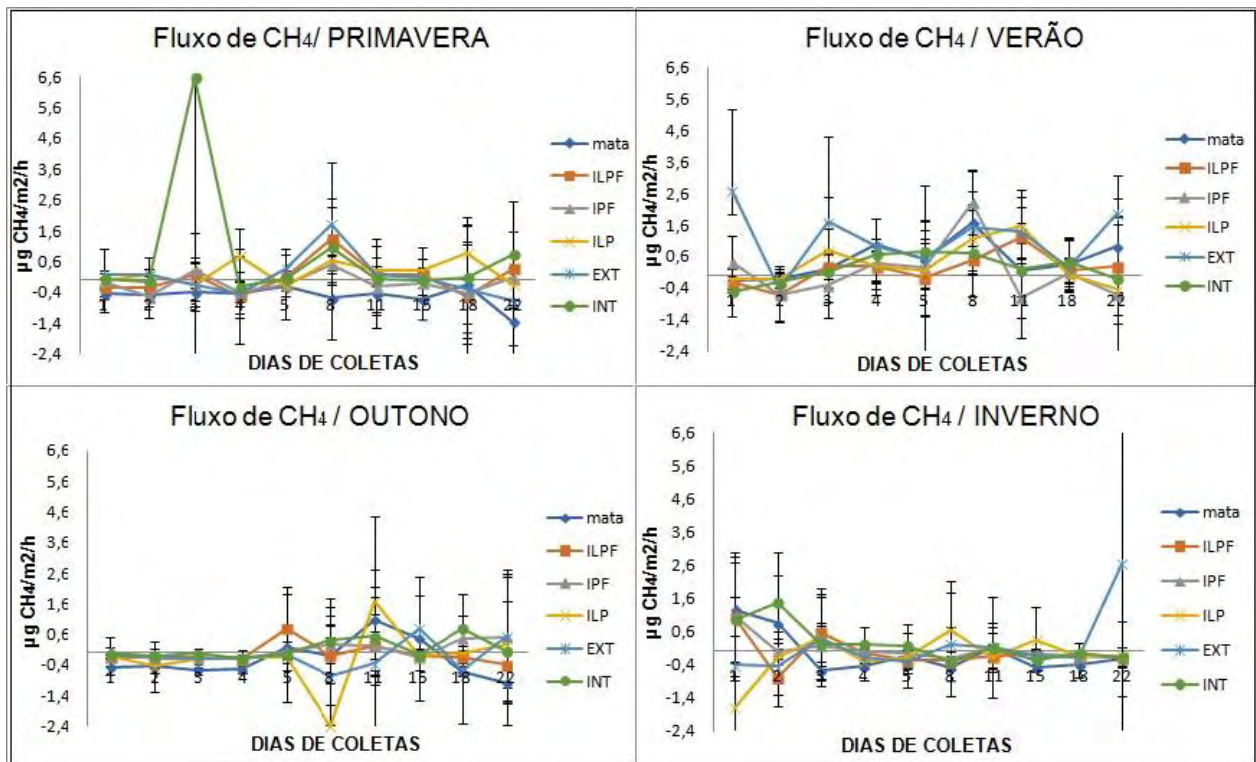 Fluxo de CH4/ PRIMAVERA
µg CH4/m2/h
6,6
5,6
4,6
3,6
2,6
1,6
0,6
-0,4
-1,4
-2,4
1 2 3 4 5 8 11 15 18 22
DIAS DE COLETAS
mata
ILPF
IPF
ILP
EXT
INT
Fluxo de CH4 / VERÃO
µg CH4/m2/h
6,6
5,6
4,6
3,6
2,6
1,6
0,6
-0,4
-1,4
-2,4
1 2 3 4 5 8 11 18 22
DIAS DE COLETAS
mata
ILPF
IPF
ILP
EXT
INT
Fluxo de CH4 / OUTONO
µg CH4/m2/h
6,6
5,6
4,6
3,6
2,6
1,6
0,6
-0,4
-1,4
-2,4
1 2 3 4 5 8 11 15 18 22
DIAS DE COLETAS
mata
ILPF
IPF
ILP
EXT
INT
Fluxo de CH4 / INVERNO
µg CH4/m2/h
6,6
5,6
4,6
3,6
2,6
1,6
0,6
-0,4
-1,4
-2,4
1 2 3 4 5 8 11 15 18 22
DIAS DE COLETAS
mata
ILPF
IPF
ILP
EXT
INT